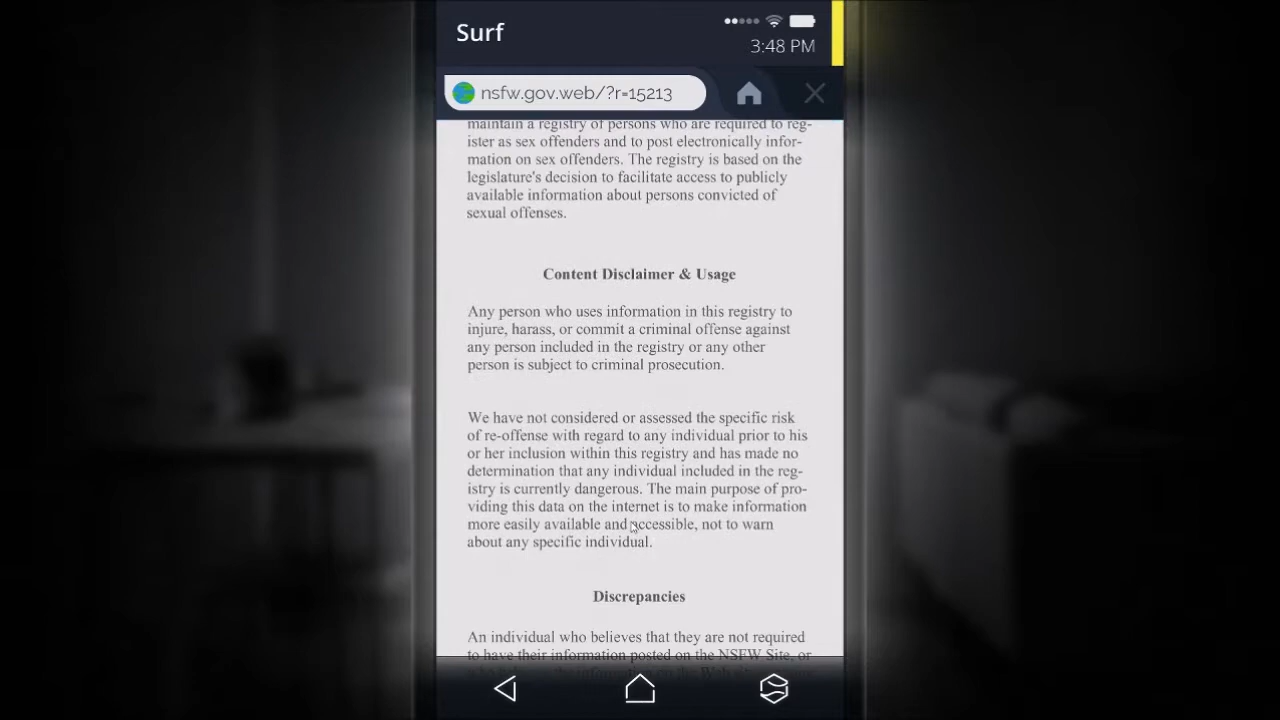 Surf
3:48 PM
nsfw.gov.web/?r=15213
maintain a registry of persons who are required to reg-
ister as sex offenders and to post electronically infor-
mation on sex offenders. The registry is based on the
legislature's decision to facilitate access to publicly
available information about persons convicted of
sexual offenses.
Content Disclaimer & Usage
Any person who uses information in this registry to
injure, harass, or commit a criminal offense against
any person included in the registry or any other
person is subject to criminal prosecution.
We have not considered or assessed the specific risk
of re-offense with regard to any individual prior to his
or her inclusion within this registry and has made no
determination that any individual included in the reg-
istry is currently dangerous. The main purpose of pro-
viding this data on the internet is to make information
more easily available and accessible, not to warn
about any specific individual.
Discrepancies
An individual who believes that they are not required
to have their information posted on the NSFW Site, or